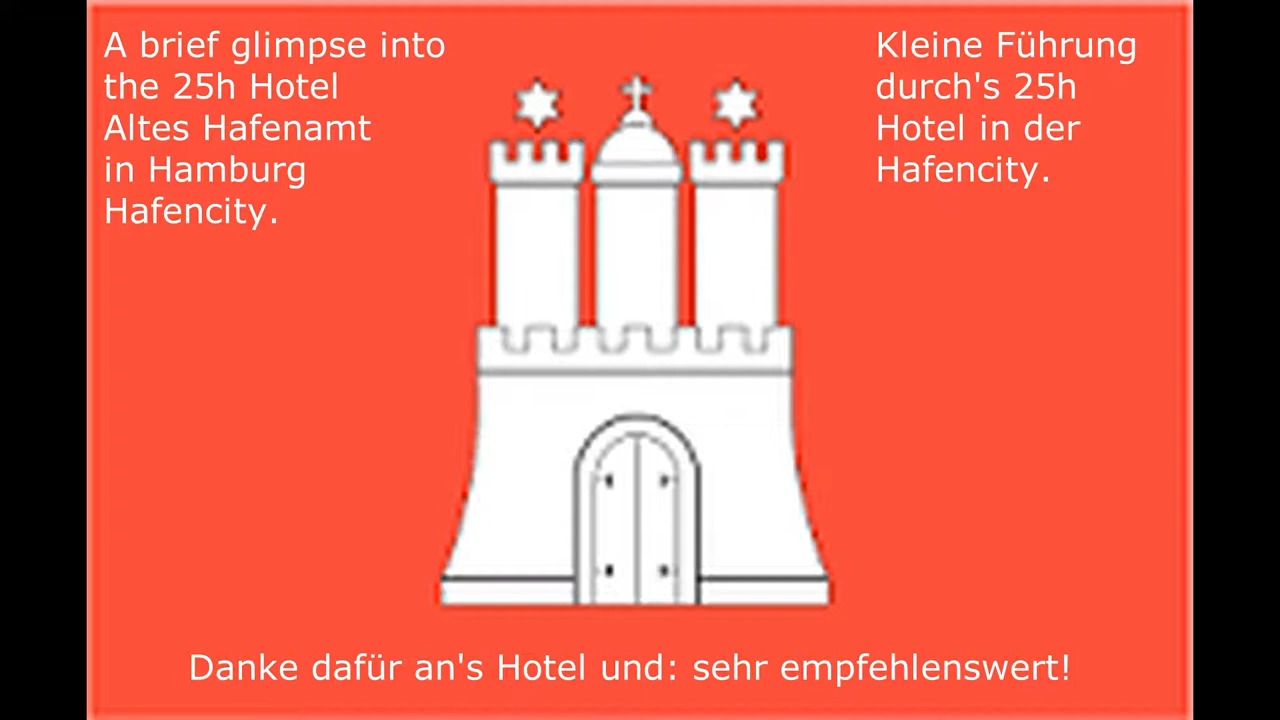 A brief glimpse into
the 25h Hotel
Altes Hafenamt
in Hamburg
Hafencity.
Kleine Führung
durch's 25h
Hotel in der
Hafencity.
Danke dafür an's Hotel und: sehr empfehlenswert!